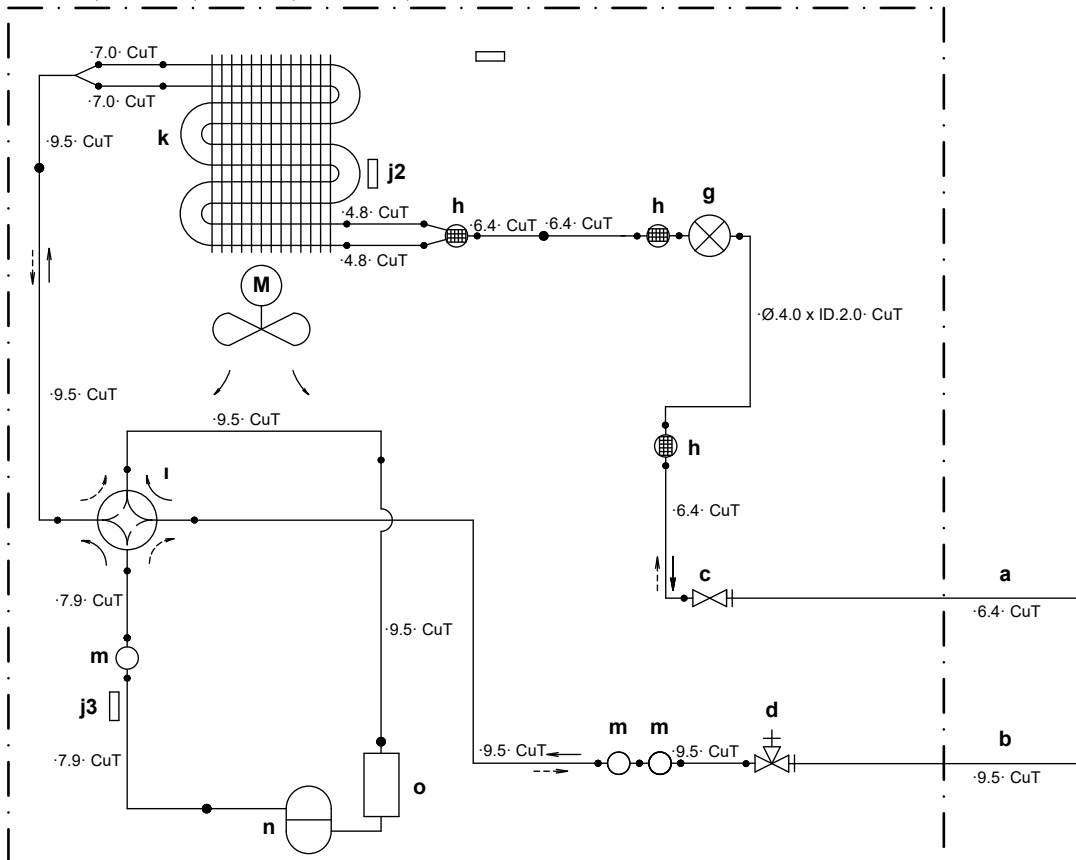 ·7.0· CuT
·7.0· CuT
k
·9.5· CuT
j2
·4.8· CuT
h
·6.4· CuT
·6.4· CuT
h
g
·4.8· CuT
M
·Ø.4.0 x ID.2.0· CuT
·9.5· CuT
·9.5· CuT
h
·6.4· CuT
c
a
·6.4· CuT
·7.9· CuT
·9.5· CuT
m
j3
m
m
d
b
·9.5· CuT
·9.5· CuT
·9.5· CuT
·7.9· CuT
o
n